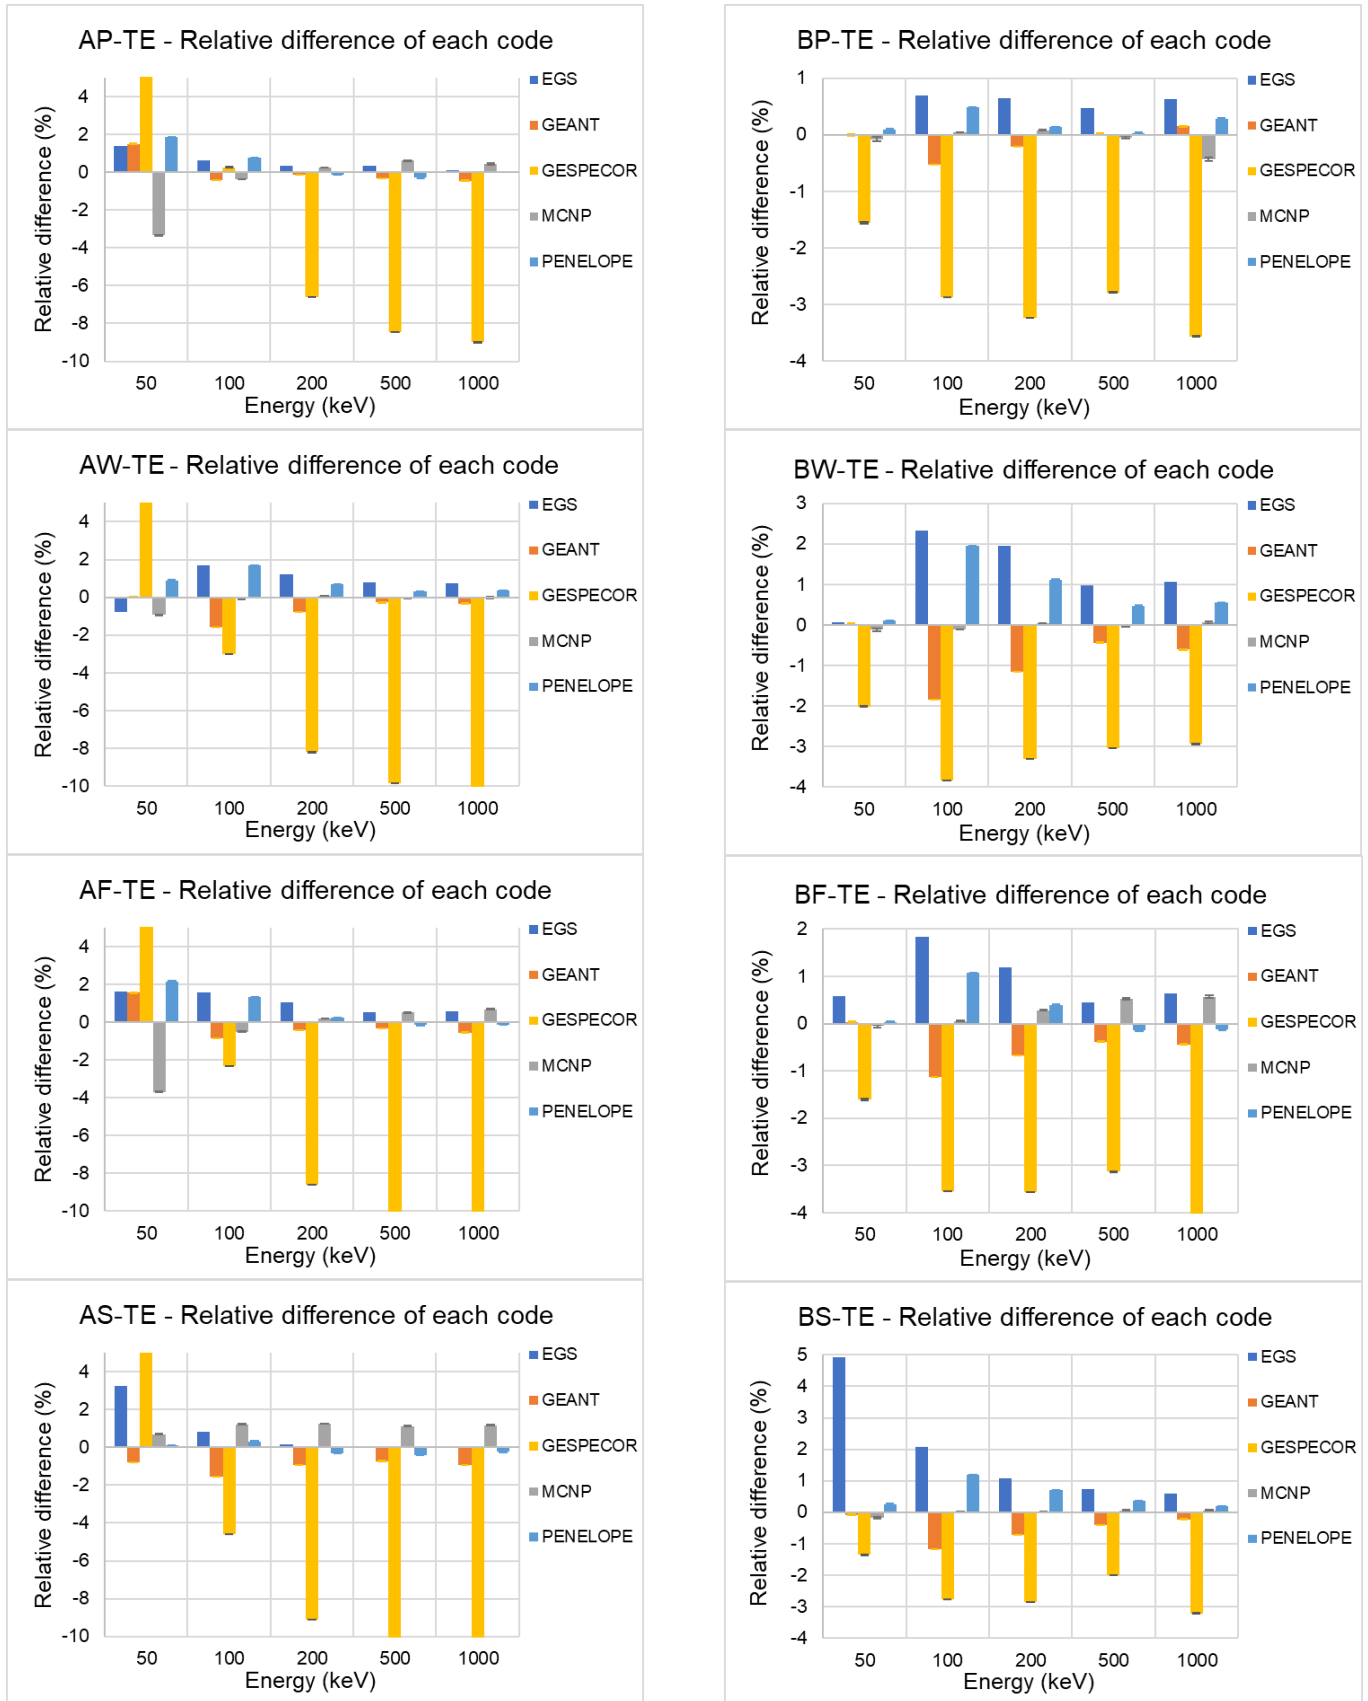 AP-TE - Relative difference of each code
Relative difference (%)
4
2
0
-2
-4
-6
-8
-10
50 100 200 500 1000
Energy (keV)
EGS
GEANT
GESPECOR
MCNP
PENELOPE
BP-TE - Relative difference of each code
Relative difference (%)
1
0
-1
-2
-3
-4
50 100 200 500 1000
Energy (keV)
EGS
GEANT
GESPECOR
MCNP
PENELOPE
AW-TE - Relative difference of each code
Relative difference (%)
4
2
0
-2
-4
-6
-8
-10
50 100 200 500 1000
Energy (keV)
EGS
GEANT
GESPECOR
MCNP
PENELOPE
BW-TE - Relative difference of each code
Relative difference (%)
3
2
1
0
-1
-2
-3
-4
50 100 200 500 1000
Energy (keV)
EGS
GEANT
GESPECOR
MCNP
PENELOPE
AF-TE - Relative difference of each code
Relative difference (%)
4
2
0
-2
-4
-6
-8
-10
50 100 200 500 1000
Energy (keV)
EGS
GEANT
GESPECOR
MCNP
PENELOPE
BF-TE - Relative difference of each code
Relative difference (%)
2
1
0
-1
-2
-3
-4
50 100 200 500 1000
Energy (keV)
EGS
GEANT
GESPECOR
MCNP
PENELOPE
AS-TE - Relative difference of each code
Relative difference (%)
4
2
0
-2
-4
-6
-8
-10
50 100 200 500 1000
Energy (keV)
EGS
GEANT
GESPECOR
MCNP
PENELOPE
BS-TE - Relative difference of each code
Relative difference (%)
5
4
3
2
1
0
-1
-2
-3
-4
50 100 200 500 1000
Energy (keV)
EGS
GEANT
GESPECOR
MCNP
PENELOPE